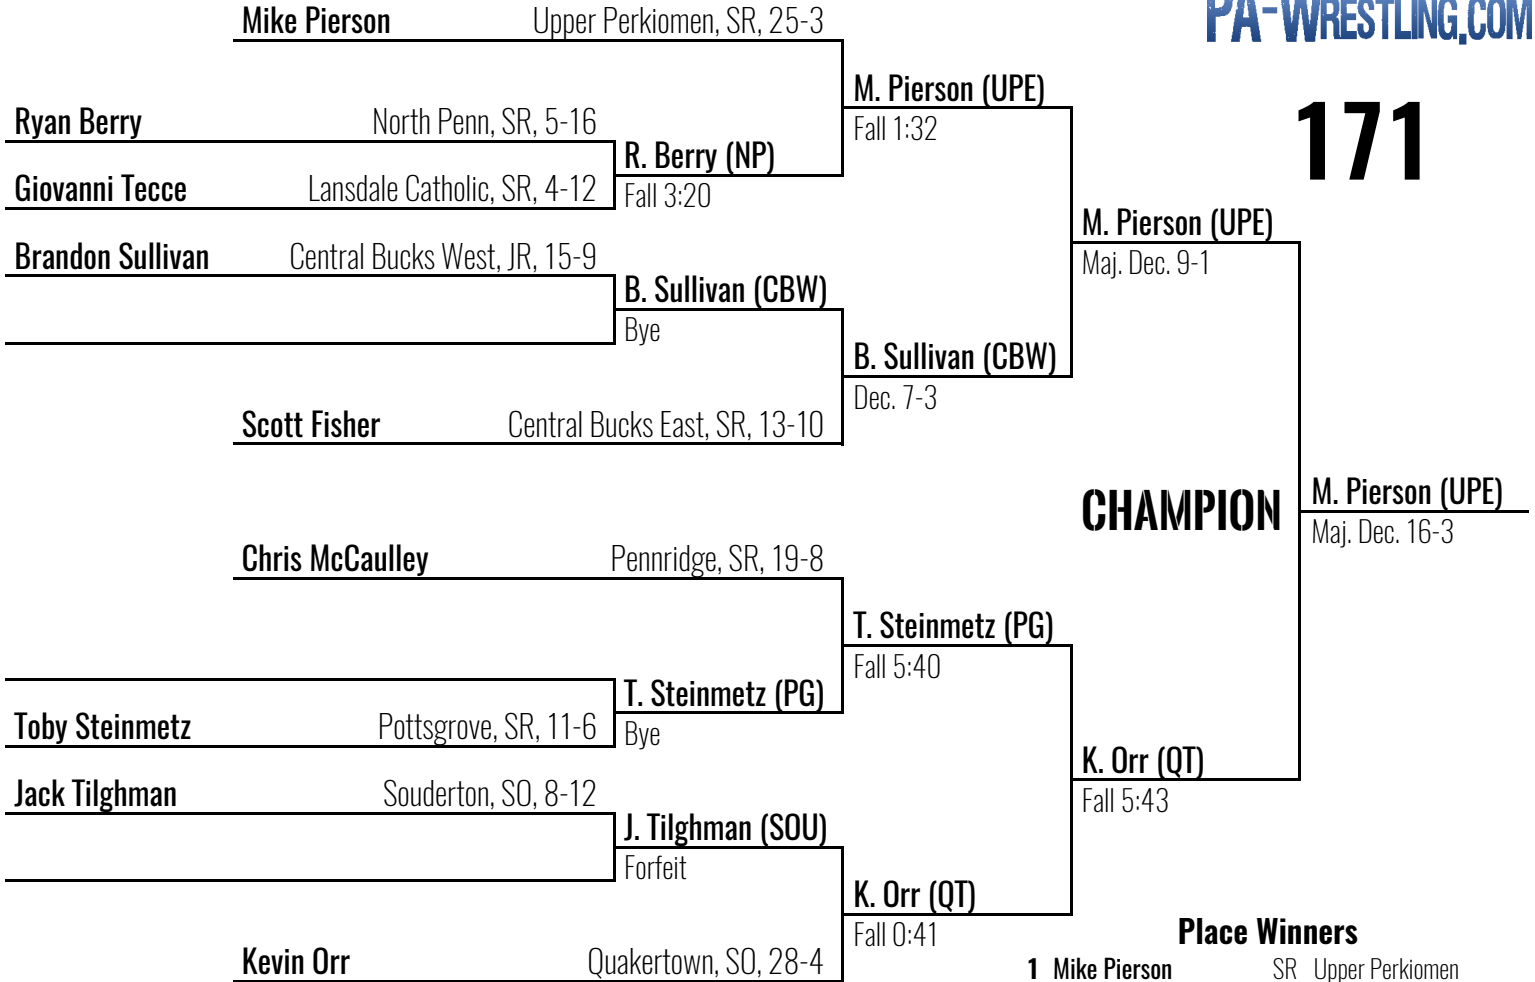 PA-WRESTLING.COM
171
Mike Pierson Upper Perkiomen, SR, 25-3
Ryan Berry North Penn, SR, 5-16
Giovanni Tecce Lansdale Catholic, SR, 4-12
Brandon Sullivan Central Bucks West, JR, 15-9
Scott Fisher Central Bucks East, SR, 13-10
Chris McCaulley Pennridge, SR, 19-8
Toby Steinmetz Pottsgrove, SR, 11-6
Jack Tilghman Souderton, SO, 8-12
Kevin Orr Quakertown, SO, 28-4
R. Berry (NP)
Fall 3:20
B. Sullivan (CBW)
Bye
T. Steinmetz (PG)
Bye
J. Tilghman (SOU)
Forfeit
M. Pierson (UPE)
Fall 1:32
B. Sullivan (CBW)
Dec. 7-3
T. Steinmetz (PG)
Fall 5:40
K. Orr (QT)
Fall 0:41
M. Pierson (UPE)
Maj. Dec. 9-1
K. Orr (QT)
Fall 5:43
CHAMPION
M. Pierson (UPE)
Maj. Dec. 16-3
Place Winners
1 Mike Pierson SR Upper Perkiomen